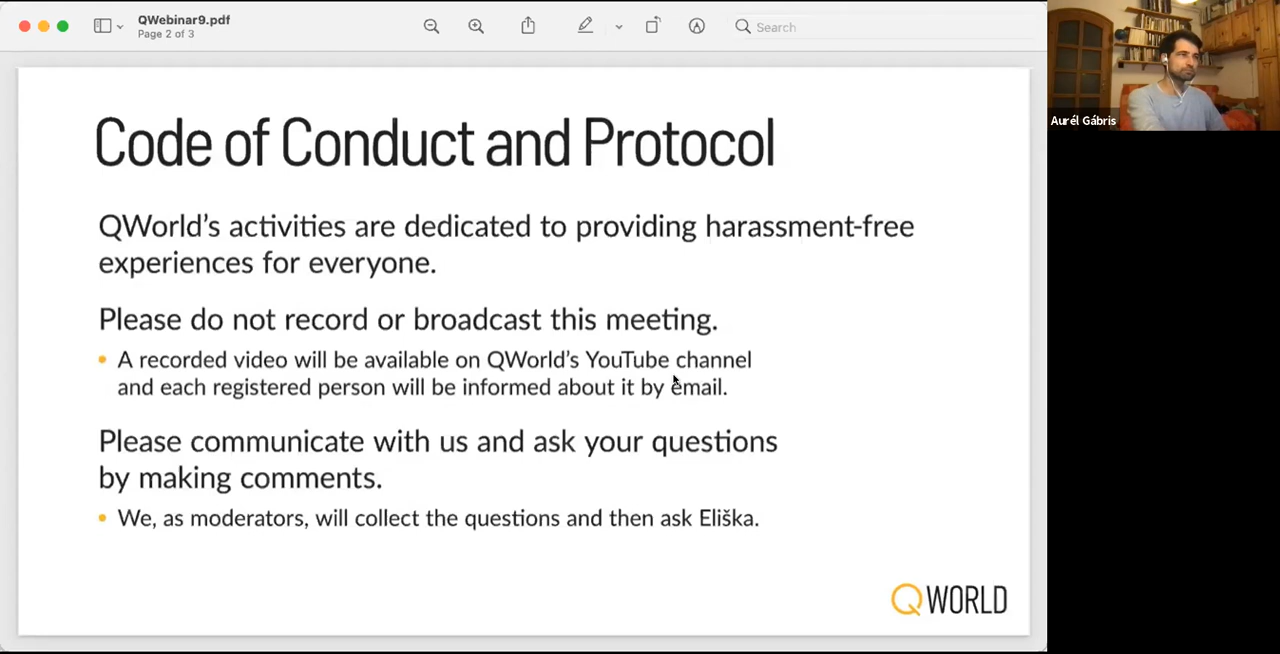 QWebinar9.pdf
Page 2 of 3
Search
Aurél Gábris
Code of Conduct and Protocol
QWorld's activities are dedicated to providing harassment-free
experiences for everyone.
Please do not record or broadcast this meeting.
• A recorded video will be available on QWorld's YouTube channel
and each registered person will be informed about it by email.
Please communicate with us and ask your questions
by making comments.
• We, as moderators, will collect the questions and then ask Eliška.
QWORLD